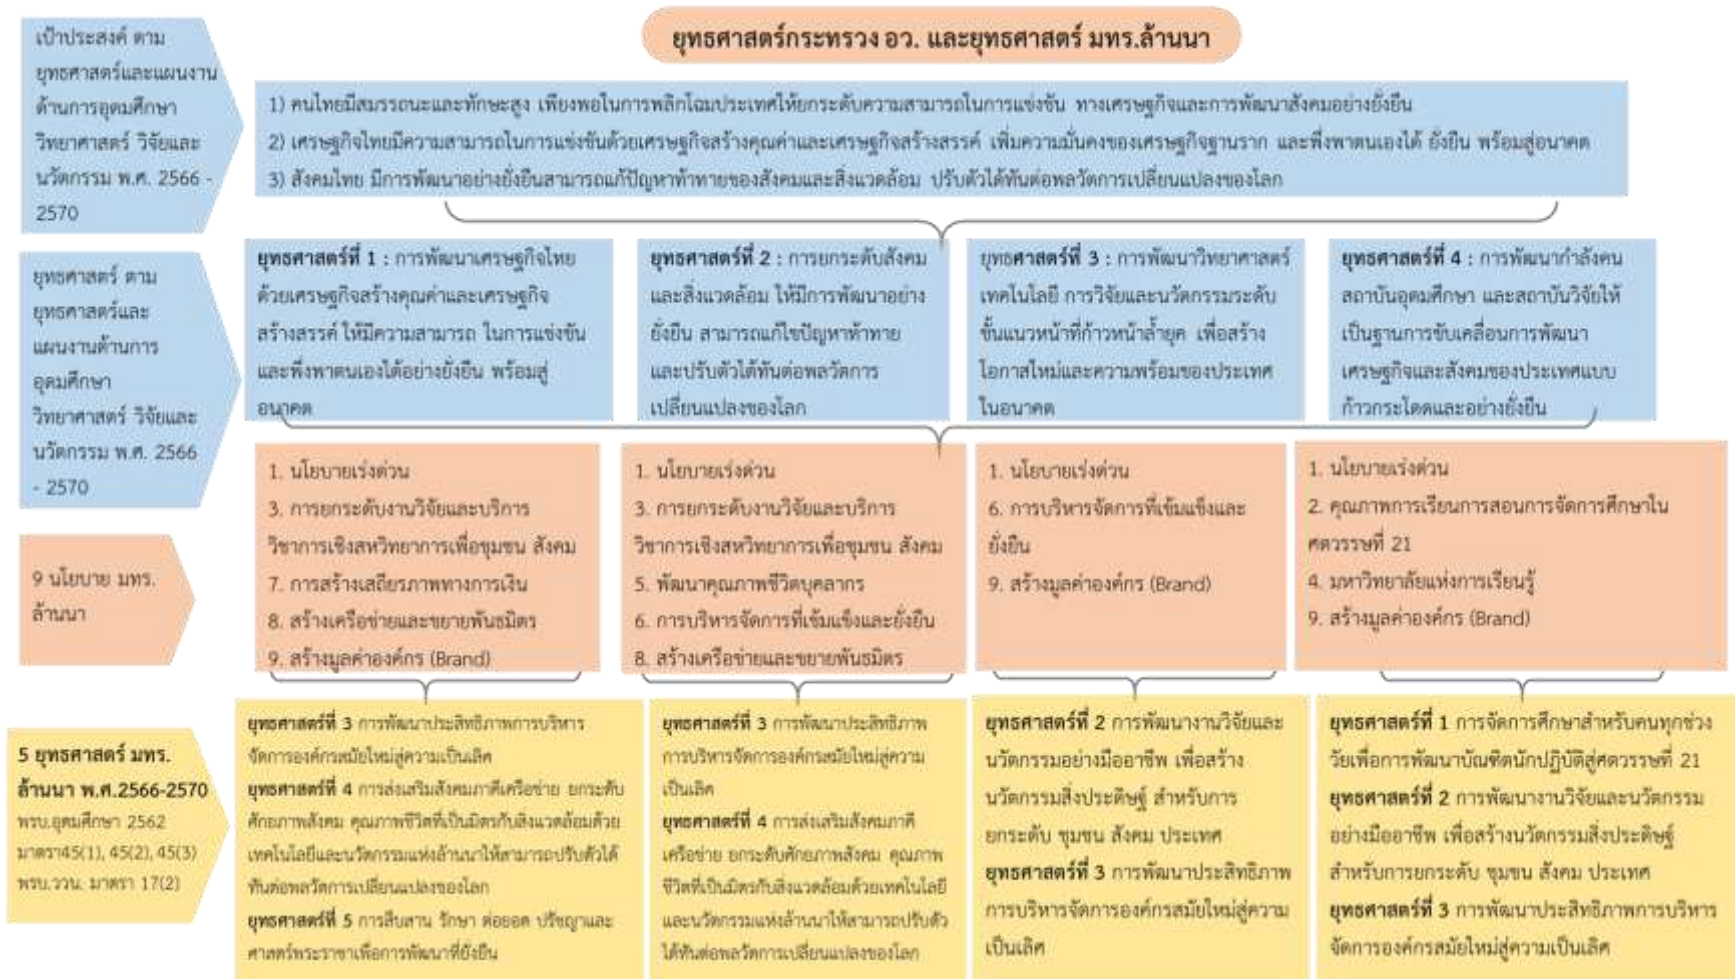 ยุทธศาสตร์กระทรวง อว. และยุทธศาสตร์ มทร.ล้านนา
เป้าประสงค์ ตาม
ยุทธศาสตร์และแผนงาน
ด้านการอุดมศึกษา
วิทยาศาสตร์ วิจัยและ
นวัตกรรม พ.ศ. 2566 -
2570
1) คนไทยมีสมรรถนะและทักษะสูง เพียงพอในการพลิกโฉมประเทศให้ยกระดับความสามารถในการแข่งขัน ทางเศรษฐกิจและการพัฒนาสังคมอย่างยั่งยืน
2) เศรษฐกิจไทยมีความสามารถในการแข่งขันด้วยเศรษฐกิจสร้างคุณค่าและเศรษฐกิจสร้างสรรค์ เพิ่มความมั่นคงของเศรษฐกิจฐานราก และพึ่งพาตนเองได้ ยั่งยืน พร้อมสู่อนาคต
3) สังคมไทย มีการพัฒนาอย่างยั่งยืนสามารถแก้ปัญหาท้าทายของสังคมและสิ่งแวดล้อม ปรับตัวได้ทันต่อพลวัตการเปลี่ยนแปลงของโลก
ยุทธศาสตร์ ตาม
ยุทธศาสตร์และ
แผนงานด้านการ
อุดมศึกษา
วิทยาศาสตร์ วิจัยและ
นวัตกรรม พ.ศ. 2566
- 2570
ยุทธศาสตร์ที่ 1 : การพัฒนาเศรษฐกิจไทย
ด้วยเศรษฐกิจสร้างคุณค่าและเศรษฐกิจ
สร้างสรรค์ ให้มีความสามารถ ในการแข่งขัน
และพึ่งพาตนเองได้อย่างยั่งยืน พร้อมสู่
อนาคต
ยุทธศาสตร์ที่ 2 : การยกระดับสังคม
และสิ่งแวดล้อม ให้มีการพัฒนาอย่าง
ยั่งยืน สามารถแก้ไขปัญหาท้าทาย
และปรับตัวได้ทันต่อพลวัตการ
เปลี่ยนแปลงของโลก
ยุทธศาสตร์ที่ 3 : การพัฒนาวิทยาศาสตร์
เทคโนโลยี การวิจัยและนวัตกรรมระดับ
ขั้นแนวหน้าที่ก้าวหน้าล้ำยุค เพื่อสร้าง
โอกาสใหม่และความพร้อมของประเทศ
ในอนาคต
ยุทธศาสตร์ที่ 4 : การพัฒนากำลังคน
สถาบันอุดมศึกษา และสถาบันวิจัยให้
เป็นฐานการขับเคลื่อนการพัฒนา
เศรษฐกิจและสังคมของประเทศแบบ
ก้าวกระโดดและอย่างยั่งยืน
9 นโยบาย มทร.
ล้านนา
1. นโยบายเร่งด่วน
3. การยกระดับงานวิจัยและบริการ
วิชาการเชิงสหวิทยาการเพื่อชุมชน สังคม
7. การสร้างเสถียรภาพทางการเงิน
8. สร้างเครือข่ายและขยายพันธมิตร
9. สร้างมูลค่าองค์กร (Brand)
1. นโยบายเร่งด่วน
3. การยกระดับงานวิจัยและบริการ
วิชาการเชิงสหวิทยาการเพื่อชุมชน สังคม
5. พัฒนาคุณภาพชีวิตบุคลากร
6. การบริหารจัดการที่เข้มแข็งและยั่งยืน
8. สร้างเครือข่ายและขยายพันธมิตร
1. นโยบายเร่งด่วน
6. การบริหารจัดการที่เข้มแข็งและ
ยั่งยืน
9. สร้างมูลค่าองค์กร (Brand)
1. นโยบายเร่งด่วน
2. คุณภาพการเรียนการสอนการจัดการศึกษาใน
ศตวรรษที่ 21
4. มหาวิทยาลัยแห่งการเรียนรู้
9. สร้างมูลค่าองค์กร (Brand)
5 ยุทธศาสตร์ มทร.
ล้านนา พ.ศ.2566-2570
พรบ.อุดมศึกษา 2562
มาตรา45(1), 45(2), 45(3)
พรบ.ววน. มาตรา 17(2)
ยุทธศาสตร์ที่ 3 การพัฒนาประสิทธิภาพการบริหาร
จัดการองค์กรสมัยใหม่สู่ความเป็นเลิศ
ยุทธศาสตร์ที่ 4 การส่งเสริมสังคมภาคีเครือข่าย ยกระดับ
ศักยภาพสังคม คุณภาพชีวิตที่เป็นมิตรกับสิ่งแวดล้อมด้วย
เทคโนโลยีและนวัตกรรมแห่งล้านนาให้สามารถปรับตัวได้
ทันต่อพลวัตการเปลี่ยนแปลงของโลก
ยุทธศาสตร์ที่ 5 การสืบสาน รักษา ต่อยอด ปรัชญาและ
ศาสตร์พระราชาเพื่อการพัฒนาที่ยั่งยืน
ยุทธศาสตร์ที่ 3 การพัฒนาประสิทธิภาพ
การบริหารจัดการองค์กรสมัยใหม่สู่ความ
เป็นเลิศ
ยุทธศาสตร์ที่ 4 การส่งเสริมสังคมภาคี
เครือข่าย ยกระดับศักยภาพสังคม คุณภาพ
ชีวิตที่เป็นมิตรกับสิ่งแวดล้อมด้วยเทคโนโลยี
และนวัตกรรมแห่งล้านนาให้สามารถปรับตัว
ได้ทันต่อพลวัตการเปลี่ยนแปลงของโลก
ยุทธศาสตร์ที่ 2 การพัฒนางานวิจัยและ
นวัตกรรมอย่างมืออาชีพ เพื่อสร้าง
นวัตกรรมสิ่งประดิษฐ์ สำหรับการ
ยกระดับ ชุมชน สังคม ประเทศ
ยุทธศาสตร์ที่ 3 การพัฒนาประสิทธิภาพ
การบริหารจัดการองค์กรสมัยใหม่สู่ความ
เป็นเลิศ
ยุทธศาสตร์ที่ 1 การจัดการศึกษาสำหรับคนทุกช่วง
วัยเพื่อการพัฒนาบัณฑิตนักปฏิบัติสู่ศตวรรษที่ 21
ยุทธศาสตร์ที่ 2 การพัฒนางานวิจัยและนวัตกรรม
อย่างมืออาชีพ เพื่อสร้างนวัตกรรมสิ่งประดิษฐ์
สำหรับการยกระดับ ชุมชน สังคม ประเทศ
ยุทธศาสตร์ที่ 3 การพัฒนาประสิทธิภาพการบริหาร
จัดการองค์กรสมัยใหม่สู่ความเป็นเลิศ